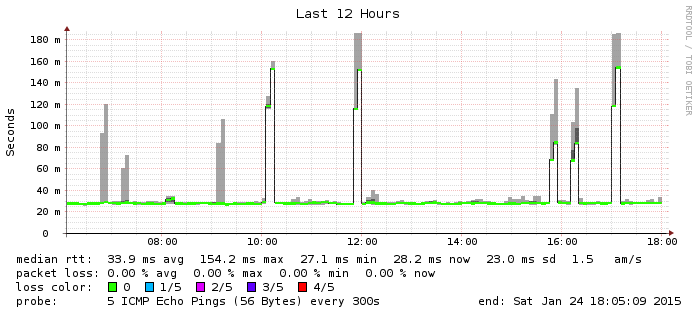 Last 12 Hours
RRDTOOL / TOBI OETIKER
Seconds
180 m
160 m
140 m
120 m
100 m
80 m
60 m
40 m
20 m
0
08:00 10:00 12:00 14:00 16:00 18:00
median rtt: 33.9 ms avg 154.2 ms max 27.1 ms min 28.2 ms now 23.0 ms sd 1.5 am/s
packet loss: 0.00 % avg 0.00 % max 0.00 % min 0.00 % now
loss color: 0 1/5 2/5 3/5 4/5
probe: 5 ICMP Echo Pings (56 Bytes) every 300s end: Sat Jan 24 18:05:09 2015